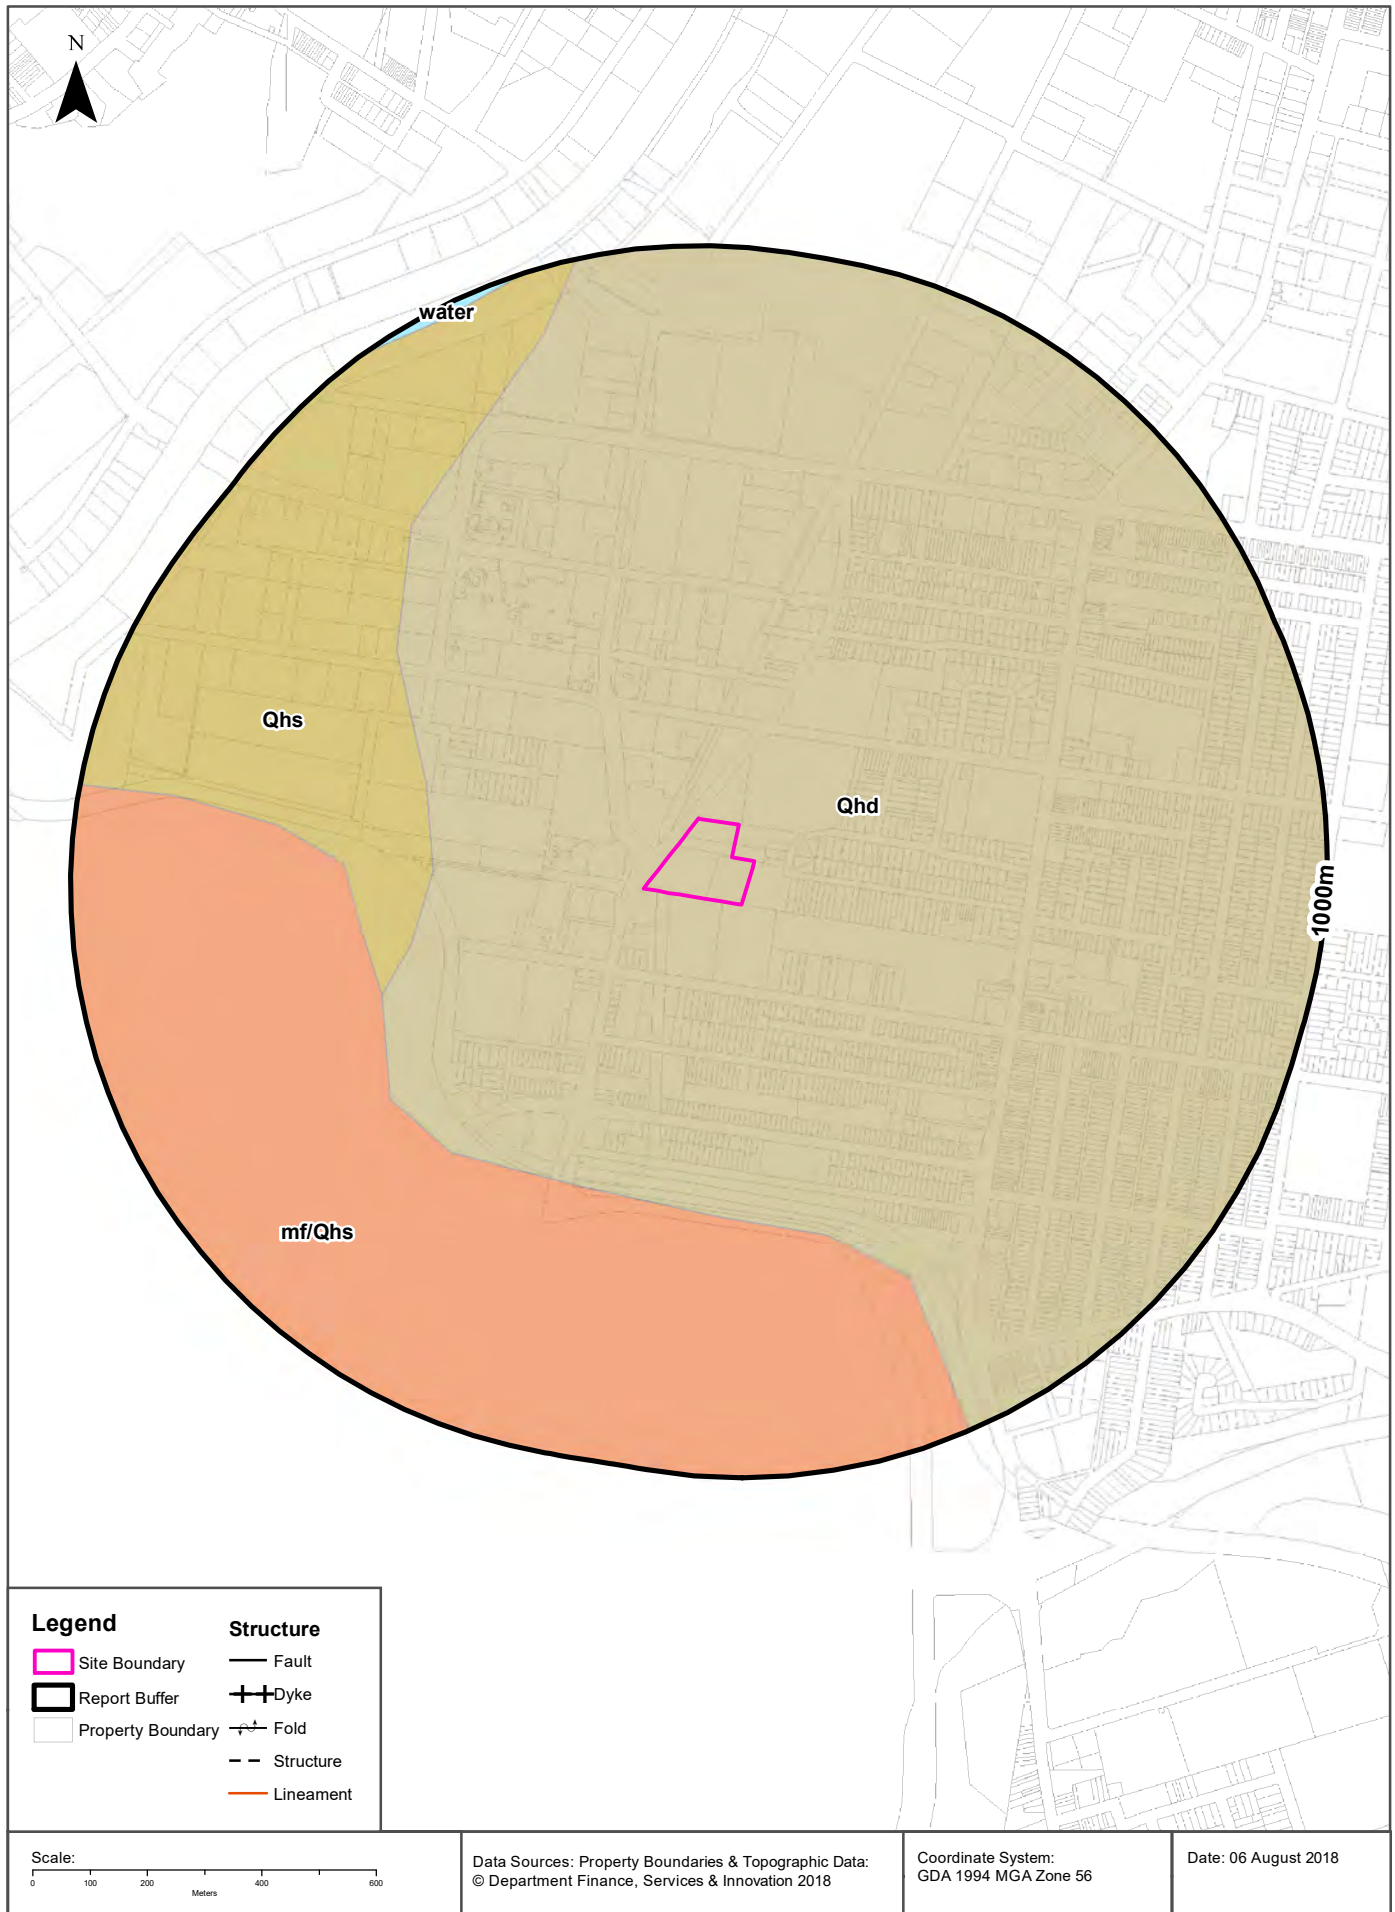 N
water
Qhs
Qhd
1000m
mf/Qhs
Legend
Site Boundary
Report Buffer
Property Boundary
Structure
Fault
Dyke
Fold
Structure
Lineament
Scale:
0 100 200 400 600
Meters
Data Sources: Property Boundaries & Topographic Data:
© Department Finance, Services & Innovation 2018
Coordinate System:
GDA 1994 MGA Zone 56
Date: 06 August 2018